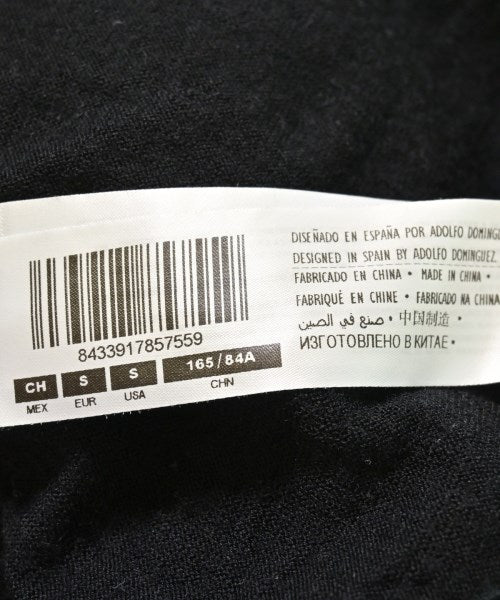 DISEÑADO EN ESPAÑA POR ADOLFO
DESIGNED IN SPAIN BY ADOLFO DOMINGUEZ.
FABRICADO EN CHINA • MADE IN CHINA •
FABRIQUÉ EN CHINE • FABRICADO NA CHINA
صنع في الصين • 中国制造 •
ИЗГОТОВЛЕНО В КИТАЕ •
8433917857559
CH S S 165/84A
MEX EUR USA CHN